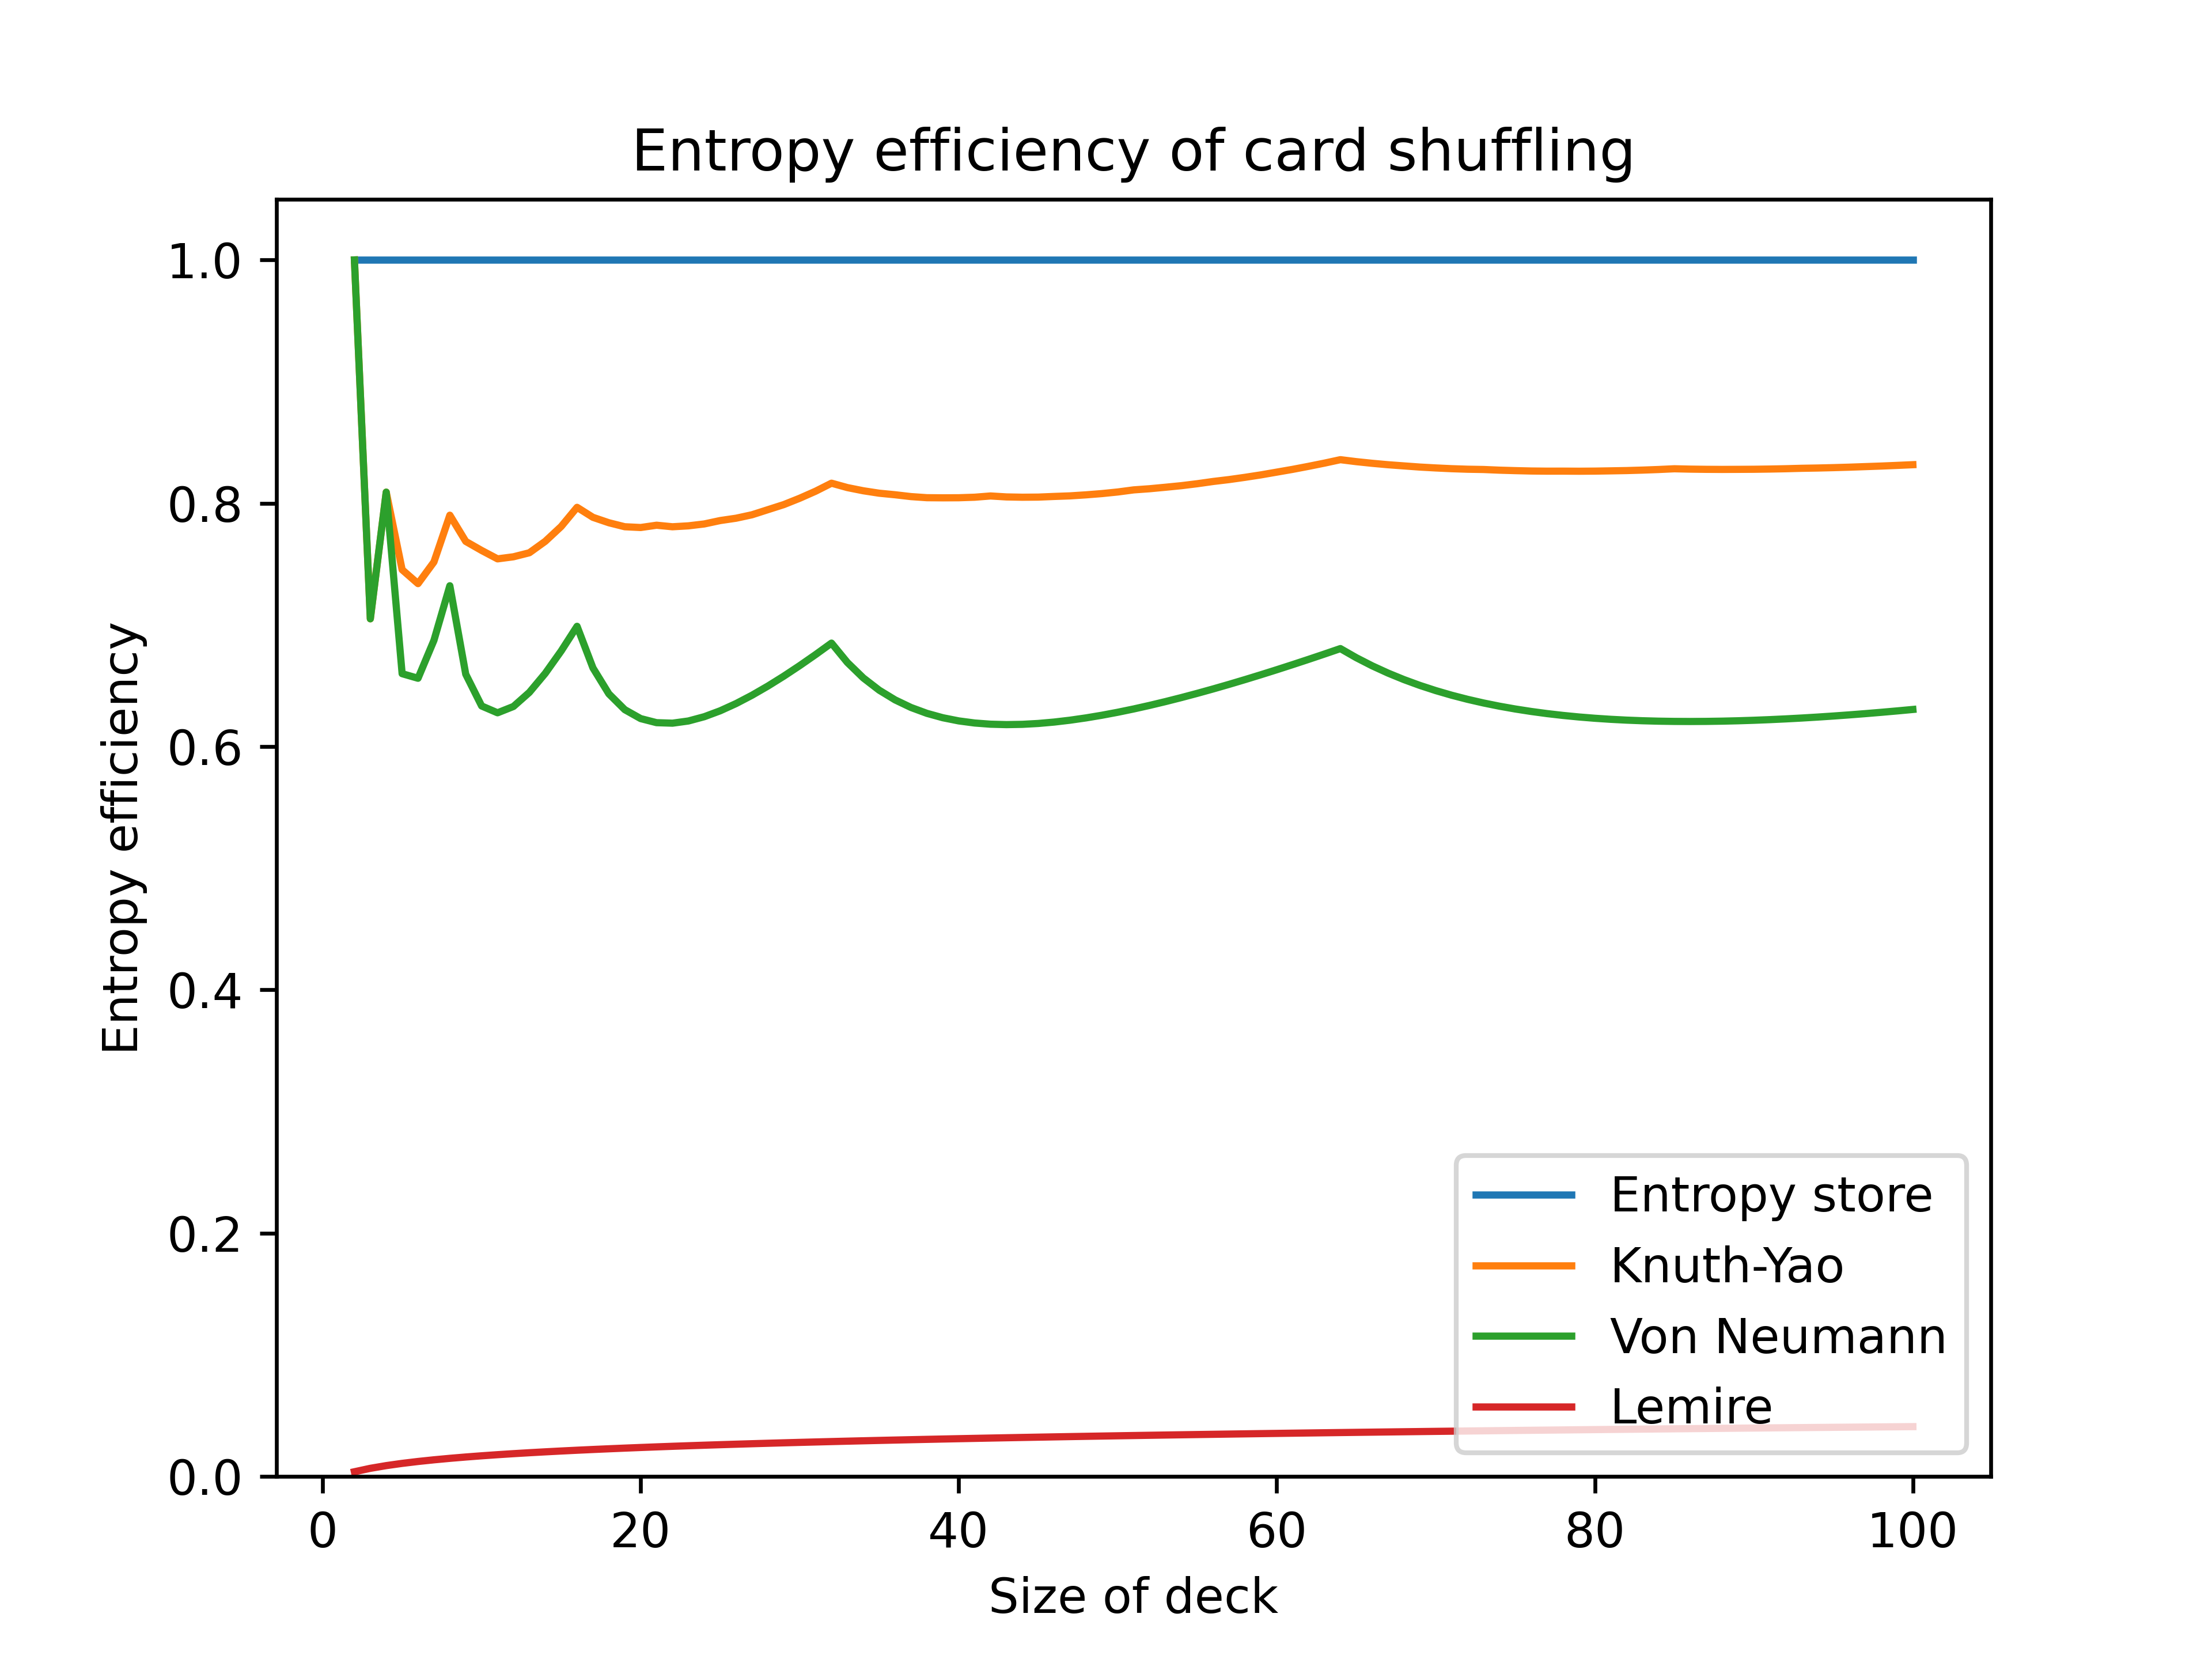 Entropy efficiency of card shuffling
Entropy efficiency
1.0
0.8
0.6
0.4
0.2
0.0
Entropy store
Knuth-Yao
Von Neumann
Lemire
0 20 40 60 80 100
Size of deck